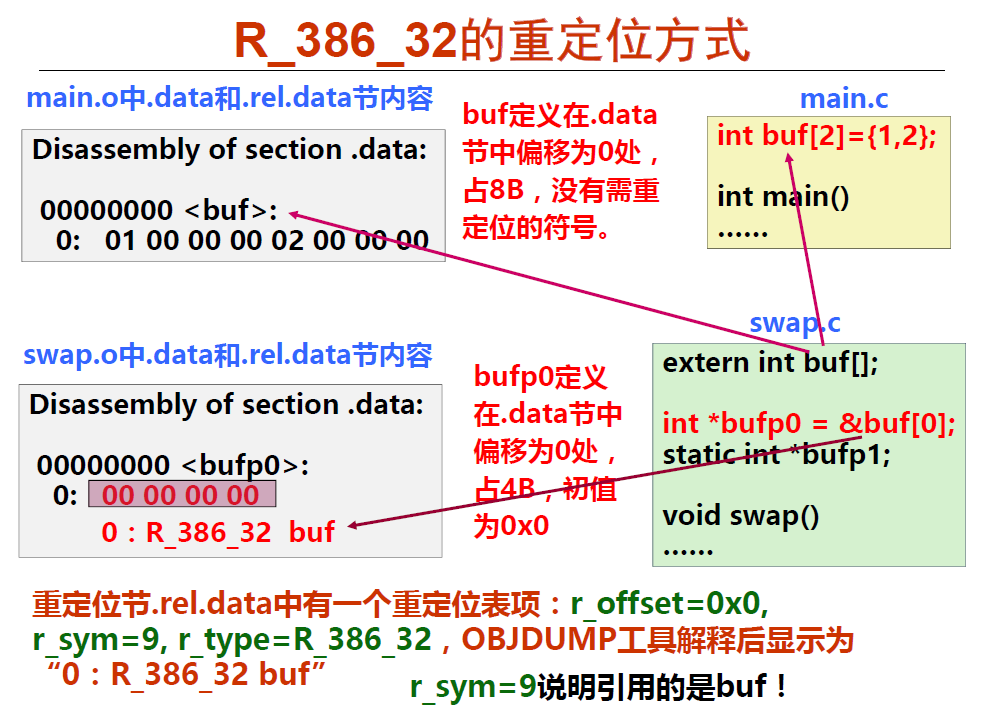 R_386_32的重定位方式
main.o中.data和.rel.data节内容
Disassembly of section .data:
00000000 <buf>:
0: 01 00 00 00 02 00 00 00
buf定义在.data
节中偏移为0处，
占8B，没有需重
定位的符号。
main.c
int buf[2]={1,2};
int main()
......
swap.o中.data和.rel.data节内容
Disassembly of section .data:
00000000 <bufp0>:
0: 00 00 00 00
0：R_386_32 buf
bufp0定义
在.data节中
偏移为0处，
占4B，初值
为0x0
swap.c
extern int buf[];
int *bufp0 = &buf[0];
static int *bufp1;
void swap()
......
重定位节.rel.data中有一个重定位表项：r_offset=0x0,
r_sym=9, r_type=R_386_32，OBJDUMP工具解释后显示为
“0：R_386_32 buf”
r_sym=9说明引用的是buf！